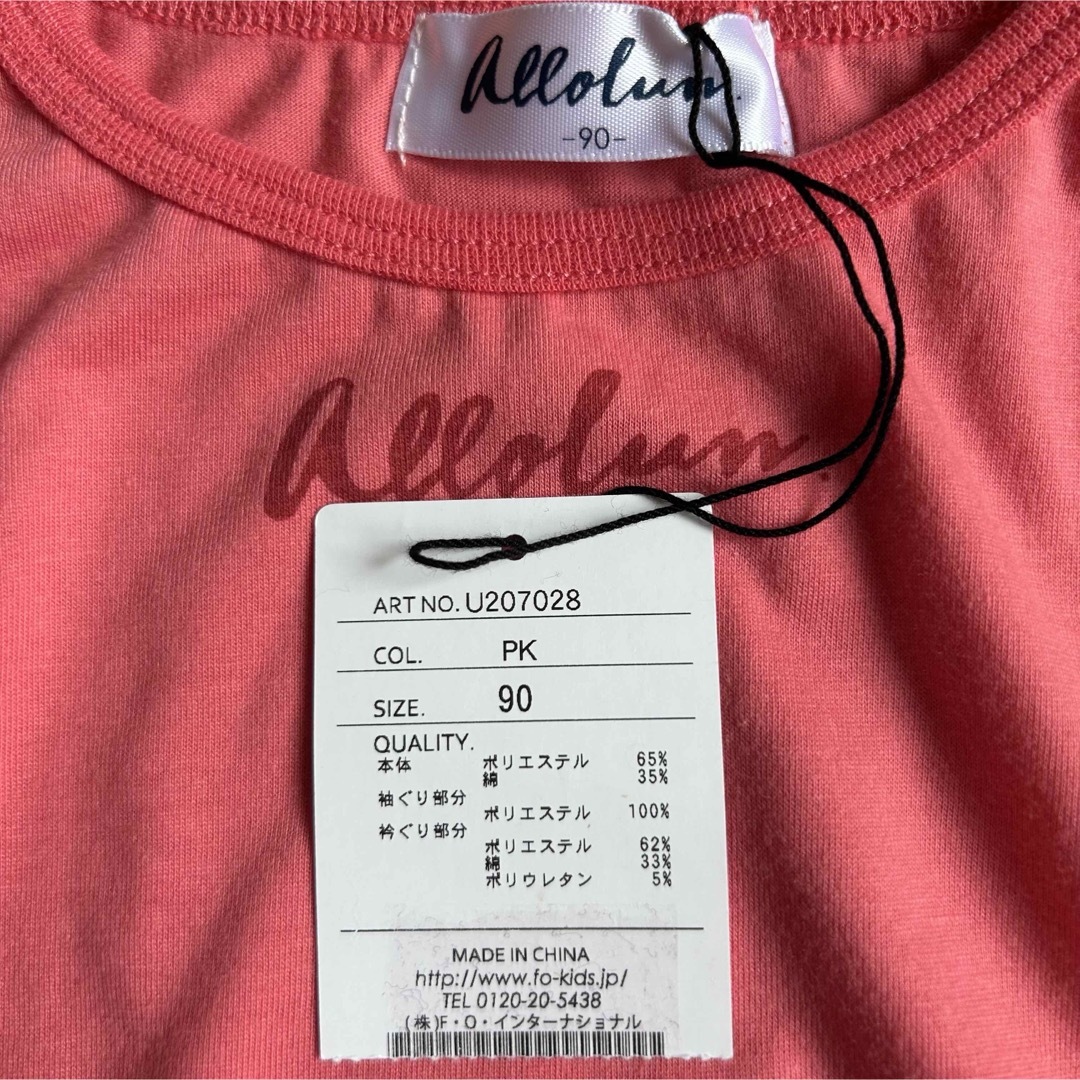 Allolun.
-90-
Allolun.
ART NO. U207028
COL. PK
SIZE. 90
QUALITY.
本体 ポリエステル 65%
綿 35%
袖ぐり部分
ポリエステル 100%
衿ぐり部分
ポリエステル 62%
綿 33%
ポリウレタン 5%
MADE IN CHINA
http://www.fo-kids.jp/
TEL 0120-20-5438
(株)F・O・インターナショナル